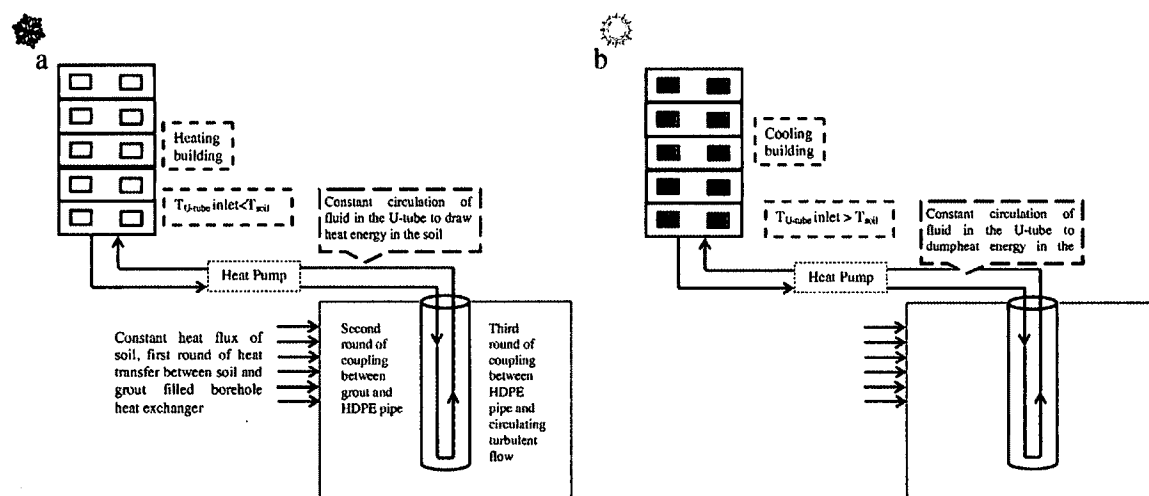 a
Heating
building
T_U-tube inlet<T_soil
Constant circulation of
fluid in the U-tube to draw
heat energy in the soil
Heat Pump
Constant heat flux of
soil, first round of heat
transfer between soil and
grout filled borehole
heat exchanger
Second
round of
coupling
between
grout and
HDPE pipe
Third
round of
coupling
between
HDPE
pipe and
circulating
turbulent
flow
b
Cooling
building
T_U-tube inlet > T_soil
Constant circulation of
fluid in the U-tube to
dumpheat energy in the
Heat Pump